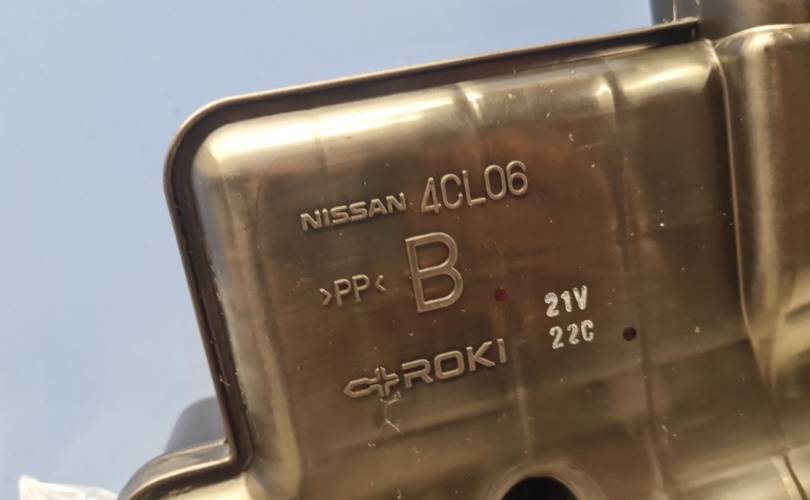 NISSAN 4CL06
>PP< B
21V
22C
ROKI